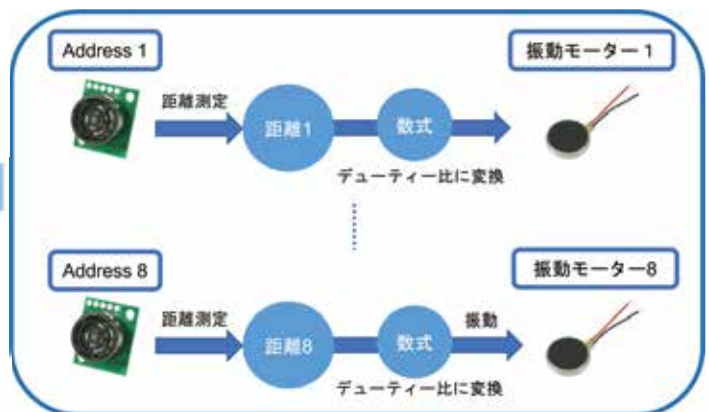 Address 1
振動モーター 1
距離測定
距離1
数式
デューティー比に変換
Address 8
振動モーター8
距離測定
距離8
数式
振動
デューティー比に変換